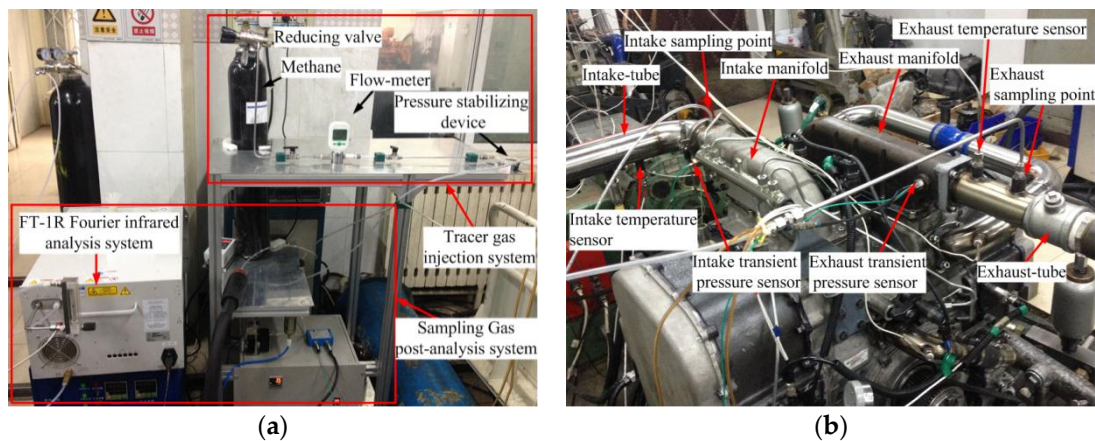 Reducing valve
Methane
Flow-meter
Pressure stabilizing
device
FT-1R Fourier infrared
analysis system
Tracer gas
injection system
Sampling Gas
post-analysis system
(a)
Exhaust temperature sensor
Intake sampling point
Exhaust manifold
Intake-tube
Intake manifold
Exhaust
sampling point
Intake temperature
sensor
Intake transient
pressure sensor
Exhaust transient
pressure sensor
Exhaust-tube
(b)